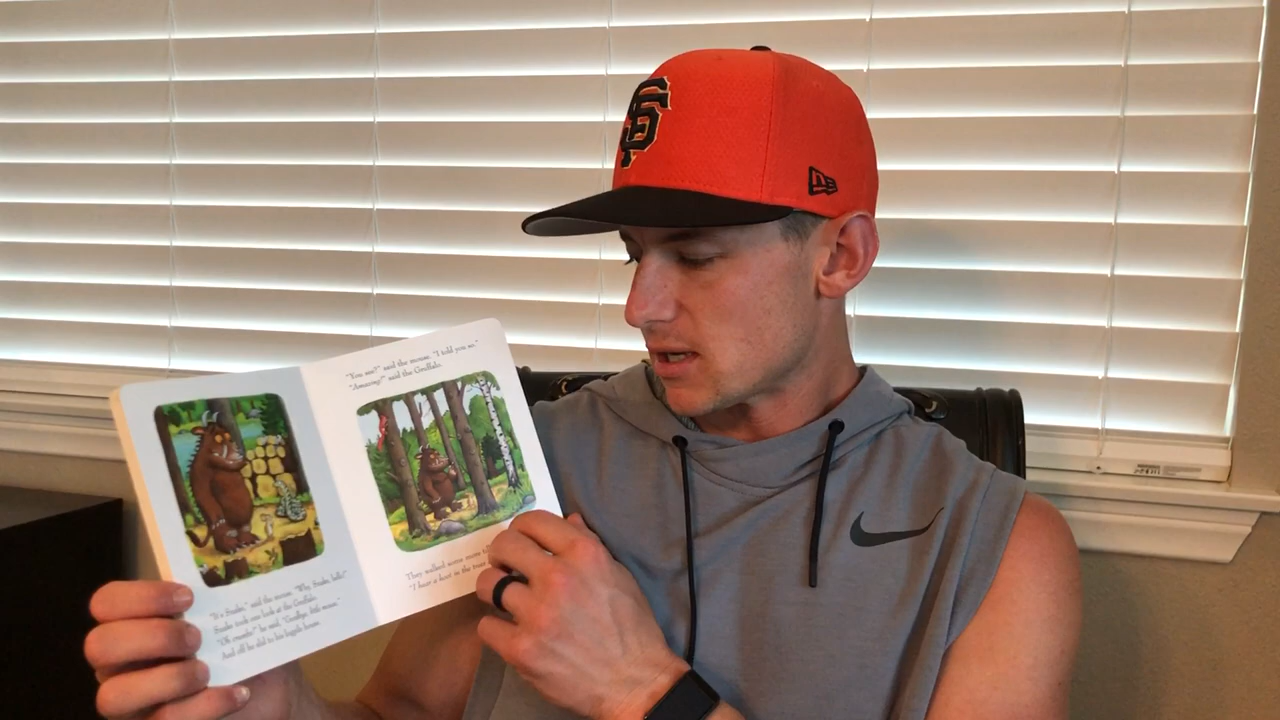 SF
NE
"You see?" said the mouse. "I told you so."
"Amazing!" said the Gruffalo.
"It's Snake," said the mouse. "Why, Snake, hello!"
Snake took one look at the Gruffalo.
"Oh crumbs!" he said, "Goodbye, little mouse,"
And off he slid to his logpile house.
They walked some more
"I hear a hoot in the trees